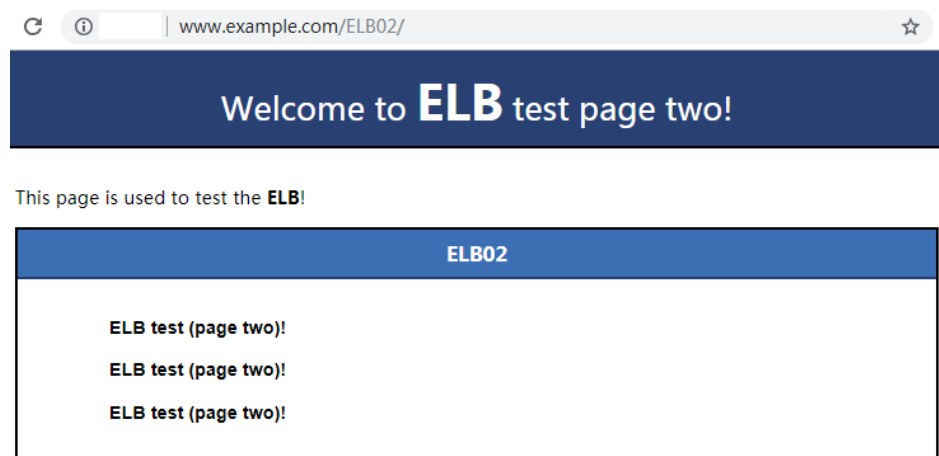 www.example.com/ELB02/
Welcome to ELB test page two!
This page is used to test the ELB!
ELB02
ELB test (page two)!
ELB test (page two)!
ELB test (page two)!